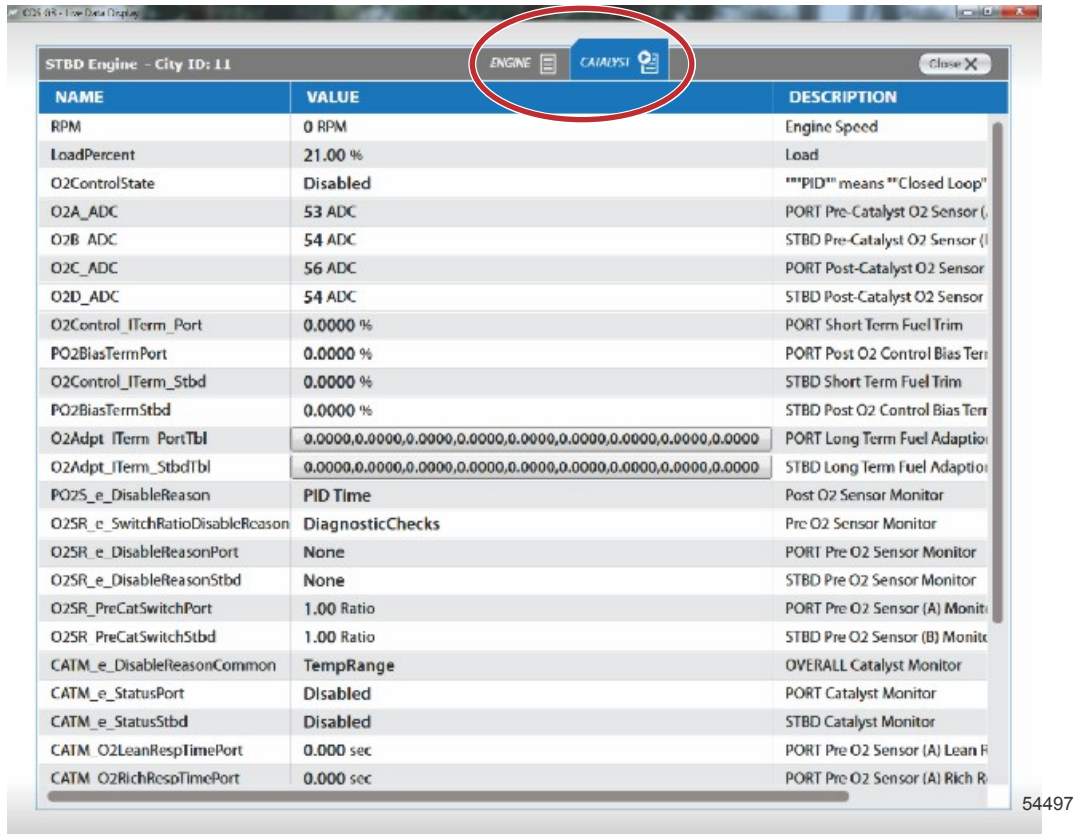 CDS G3 - Live Data Display
STBD Engine - City ID: 11 ENGINE CATALYST Close X
NAME VALUE DESCRIPTION
RPM 0 RPM Engine Speed
LoadPercent 21.00 % Load
O2ControlState Disabled """PID"" means ""Closed Loop"
O2A_ADC 53 ADC PORT Pre-Catalyst O2 Sensor (
O2B_ADC 54 ADC STBD Pre-Catalyst O2 Sensor (
O2C_ADC 56 ADC PORT Post-Catalyst O2 Sensor
O2D_ADC 54 ADC STBD Post-Catalyst O2 Sensor
O2Control_ITerm_Port 0.0000 % PORT Short Term Fuel Trim
PO2BiasTermPort 0.0000 % PORT Post O2 Control Bias Ter
O2Control_ITerm_Stbd 0.0000 % STBD Short Term Fuel Trim
PO2BiasTermStbd 0.0000 % STBD Post O2 Control Bias Ter
O2Adpt_ITerm_PortTbl 0.0000,0.0000,0.0000,0.0000,0.0000,0.0000,0.0000,0.0000,0.0000 PORT Long Term Fuel Adaptio
O2Adpt_ITerm_StbdTbl 0.0000,0.0000,0.0000,0.0000,0.0000,0.0000,0.0000,0.0000,0.0000 STBD Long Term Fuel Adaptio
PO2S_e_DisableReason PID Time Post O2 Sensor Monitor
O2SR_e_SwitchRatioDisableReason DiagnosticChecks Pre O2 Sensor Monitor
O2SR_e_DisableReasonPort None PORT Pre O2 Sensor Monitor
O2SR_e_DisableReasonStbd None STBD Pre O2 Sensor Monitor
O2SR_PreCatSwitchPort 1.00 Ratio PORT Pre O2 Sensor (A) Monit
O2SR_PreCatSwitchStbd 1.00 Ratio STBD Pre O2 Sensor (B) Monito
CATM_e_DisableReasonCommon TempRange OVERALL Catalyst Monitor
CATM_e_StatusPort Disabled PORT Catalyst Monitor
CATM_e_StatusStbd Disabled STBD Catalyst Monitor
CATM_O2LeanRespTimePort 0.000 sec PORT Pre O2 Sensor (A) Lean R
CATM_O2RichRespTimePort 0.000 sec PORT Pre O2 Sensor (A) Rich R
54497